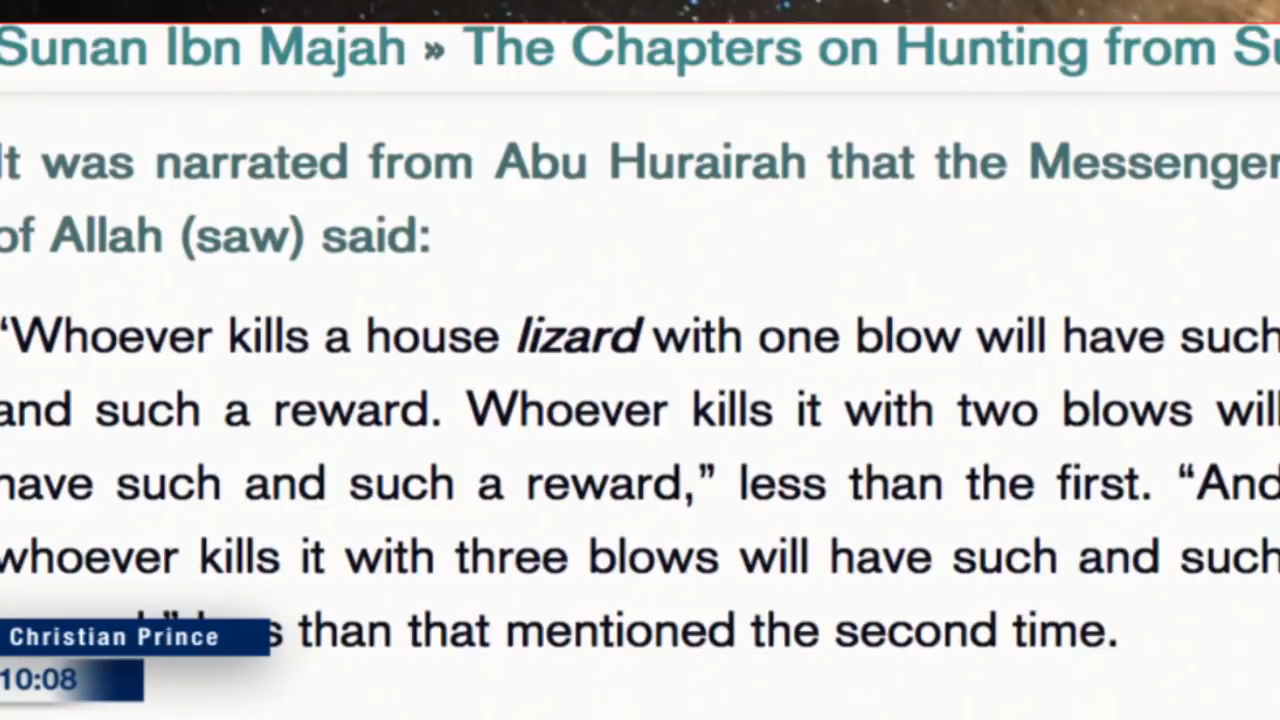 Sunan Ibn Majah » The Chapters on Hunting from
It was narrated from Abu Hurairah that the Messenger
of Allah (saw) said:
“Whoever kills a house lizard with one blow will have such
and such a reward. Whoever kills it with two blows will
have such and such a reward,” less than the first. “And
whoever kills it with three blows will have such and such
than that mentioned the second time.
Christian Prince
10:08